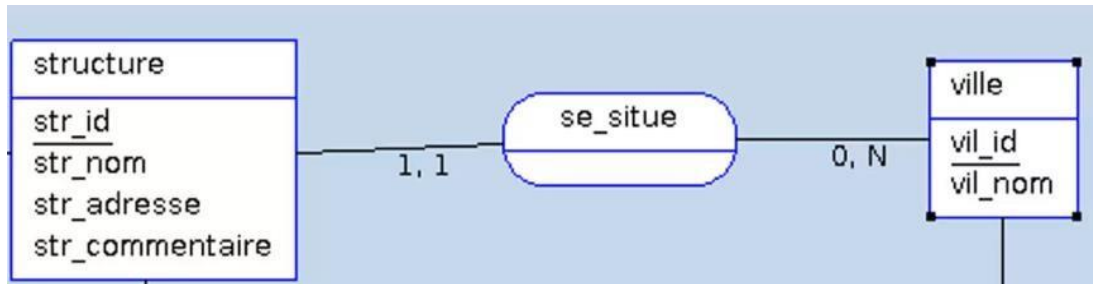 structure
str_id
str_nom
str_adresse
str_commentaire
1, 1
se_situe
0, N
ville
vil_id
vil_nom